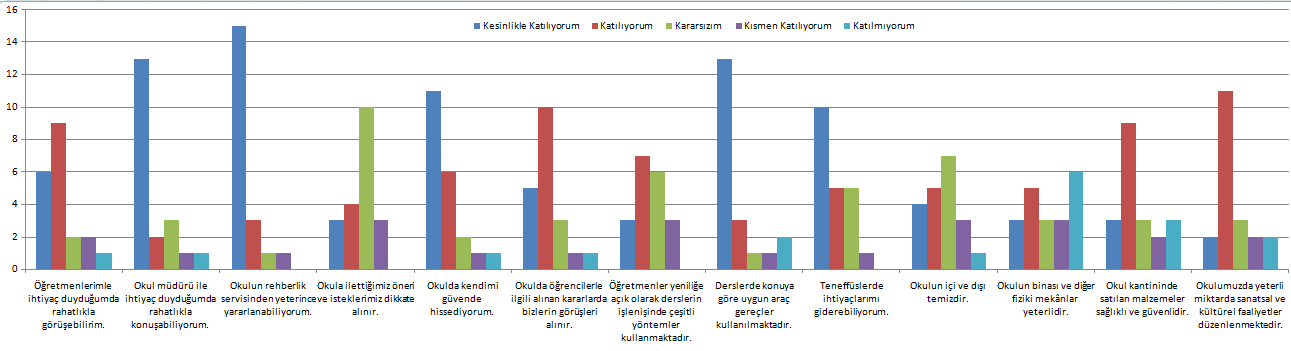 16
14
12
10
8
6
4
2
0
Kesinlikle Katılıyorum Katılıyorum Kararsızım Kısmen Katılıyorum Katılmıyorum
Öğretmenlerimle
ihtiyaç duyduğumda
rahatlıkla
görüşebilirim.
Okul müdürü ile
ihtiyaç duyduğumda
rahatlıkla
konuşabiliyorum.
Okulun rehberlik
servisinden yeterince
yararlanabiliyorum.
Okula ilettiğimiz öneri
ve isteklerimiz dikkate
alınır.
Okulda kendimi
güvende
hissediyorum.
Okulda öğrencilerle
ilgili alınan kararlarda
bizlerin görüşleri
alınır.
Öğretmenler yeniliğe
açık olarak derslerin
işlenişinde çeşitli
yöntemler
kullanmaktadır.
Derslerde konuya
göre uygun araç
gereçler
kullanılmaktadır.
Teneffüslerde
ihtiyaçlarımı
giderebiliyorum.
Okulun içi ve dışı
temizdir.
Okulun binası ve diğer
fiziki mekânlar
yeterlidir.
Okul kantininde
satılan malzemeler
sağlıklı ve güvenlidir.
Okulumuzda yeterli
miktarda sanatsal ve
kültürel faaliyetler
düzenlenmektedir.